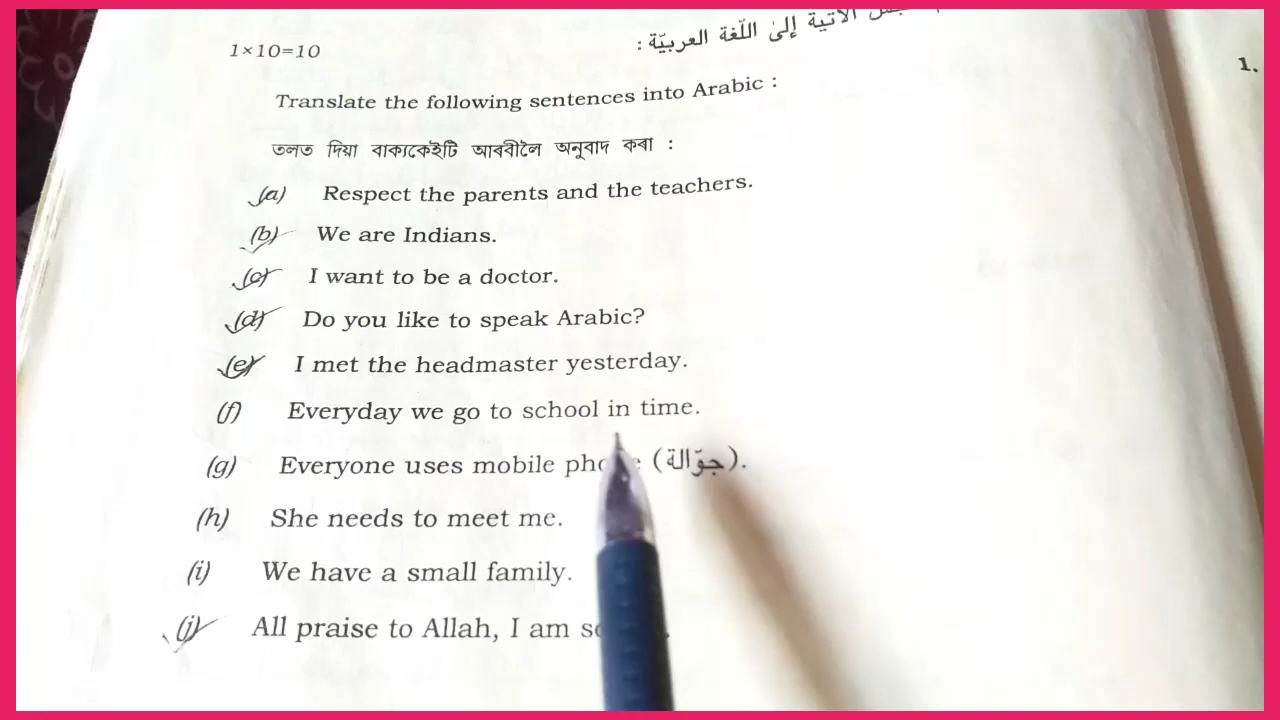 1×10=10
الآتية إلىٰ اللّغة العربيّة :
1.
Translate the following sentences into Arabic :
তলত দিয়া বাক্যকেইটি আৰবীলৈ অনুবাদ কৰা :
(a) Respect the parents and the teachers.
(b) We are Indians.
(c) I want to be a doctor.
(d) Do you like to speak Arabic?
(e) I met the headmaster yesterday.
(f) Everyday we go to school in time.
(g) Everyone uses mobile (جوّالة).
(h) She needs to meet me.
(i) We have a small family.
(j) All praise to Allah, I am